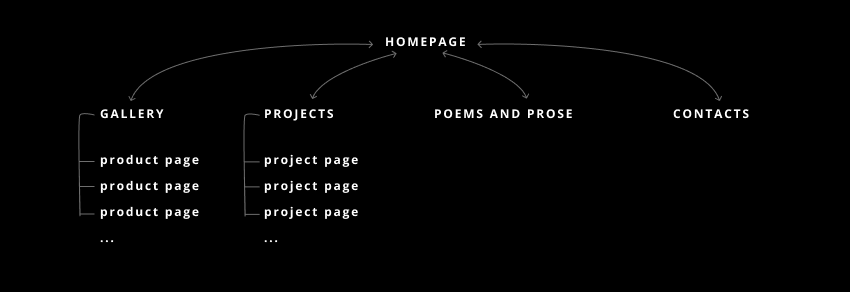 HOMEPAGE
GALLERY PROJECTS POEMS AND PROSE CONTACTS
product page project page
product page project page
product page project page
... ...